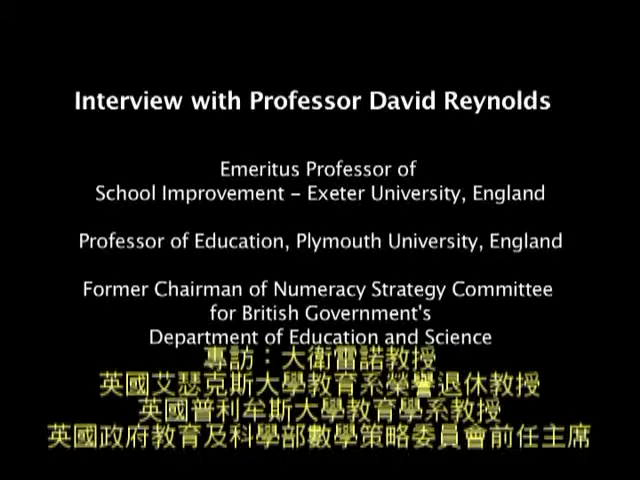 Interview with Professor David Reynolds
Emeritus Professor of
School Improvement – Exeter University, England
Professor of Education, Plymouth University, England
Former Chairman of Numeracy Strategy Committee
for British Government's
Department of Education and Science
專訪：大衛雷諾教授
英國艾瑟克斯大學教育系榮譽退休教授
英國普利牟斯大學教育學系教授
英國政府教育及科學部數學策略委員會前任主席